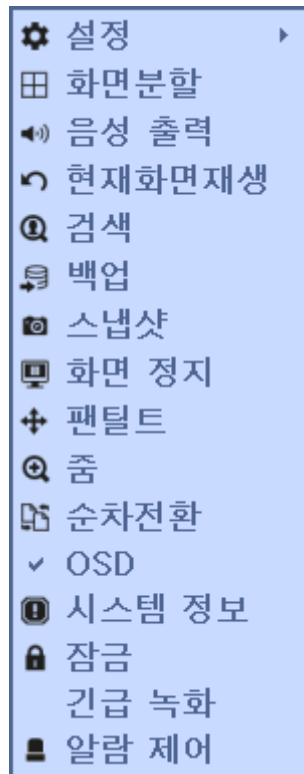 설정
화면분할
음성 출력
현재화면재생
검색
백업
스냅샷
화면 정지
팬틸트
줌
순차전환
OSD
시스템 정보
잠금
긴급 녹화
알람 제어